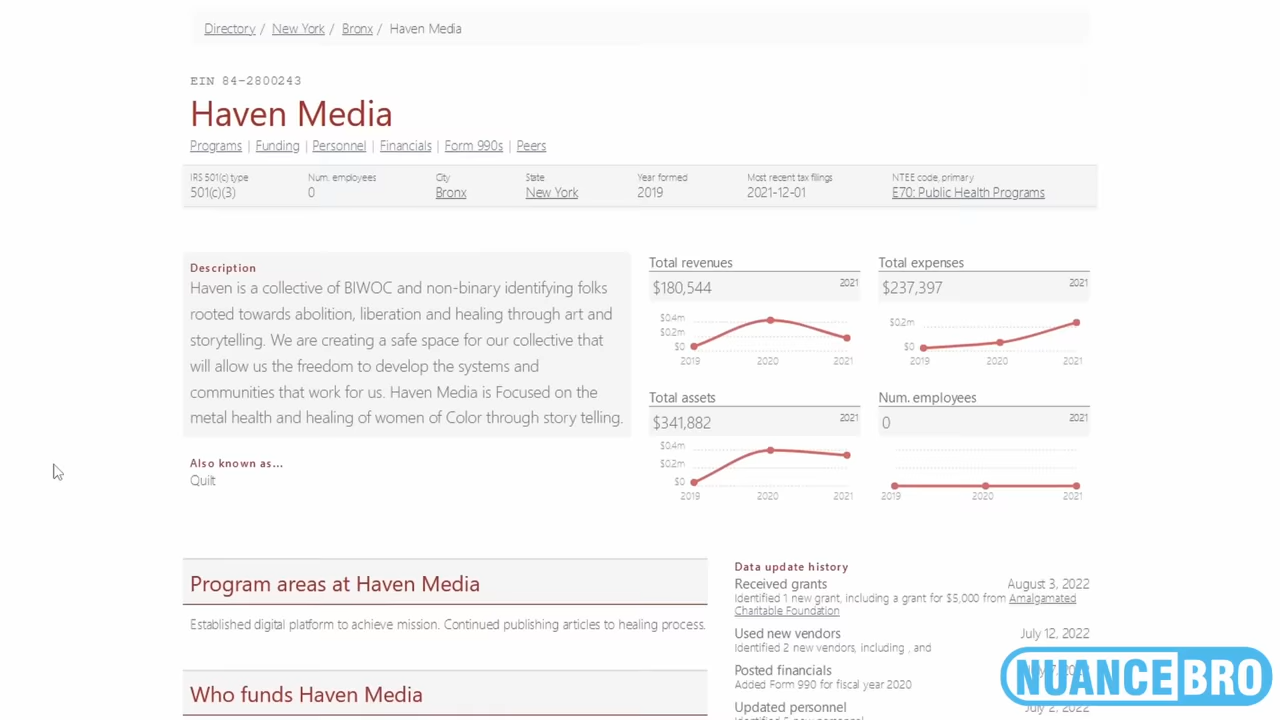 Directory / New York / Bronx / Haven Media
EIN 84-2800243
Haven Media
Programs | Funding | Personnel | Financials | Form 990s | Peers
IRS 501(c) type Num. employees City State Year formed Most recent tax filings NTEE code, primary
501(c)(3) 0 Bronx New York 2019 2021-12-01 E70: Public Health Programs
Description
Haven is a collective of BIWOC and non-binary identifying folks
rooted towards abolition, liberation and healing through art and
storytelling. We are creating a safe space for our collective that
will allow us the freedom to develop the systems and
communities that work for us. Haven Media is Focused on the
metal health and healing of women of Color through story telling.
Also known as...
Quilt
Total revenues
$180,544 2021
$0.4m
$0.2m
$0
2019 2020 2021
Total expenses
$237,397 2021
$0.2m
$0
2019 2020 2021
Total assets
$341,882 2021
$0.4m
$0.2m
$0
2019 2020 2021
Num. employees
0 2021
2019 2020 2021
Program areas at Haven Media
Established digital platform to achieve mission. Continued publishing articles to healing process.
Who funds Haven Media
Data update history
Received grants August 3, 2022
Identified 1 new grant, including a grant for $5,000 from Amalgamated
Charitable Foundation
Used new vendors July 12, 2022
Identified 2 new vendors, including , and
Posted financials
Added Form 990 for fiscal year 2020
Updated personnel July 2, 2022
NUANCEBRO